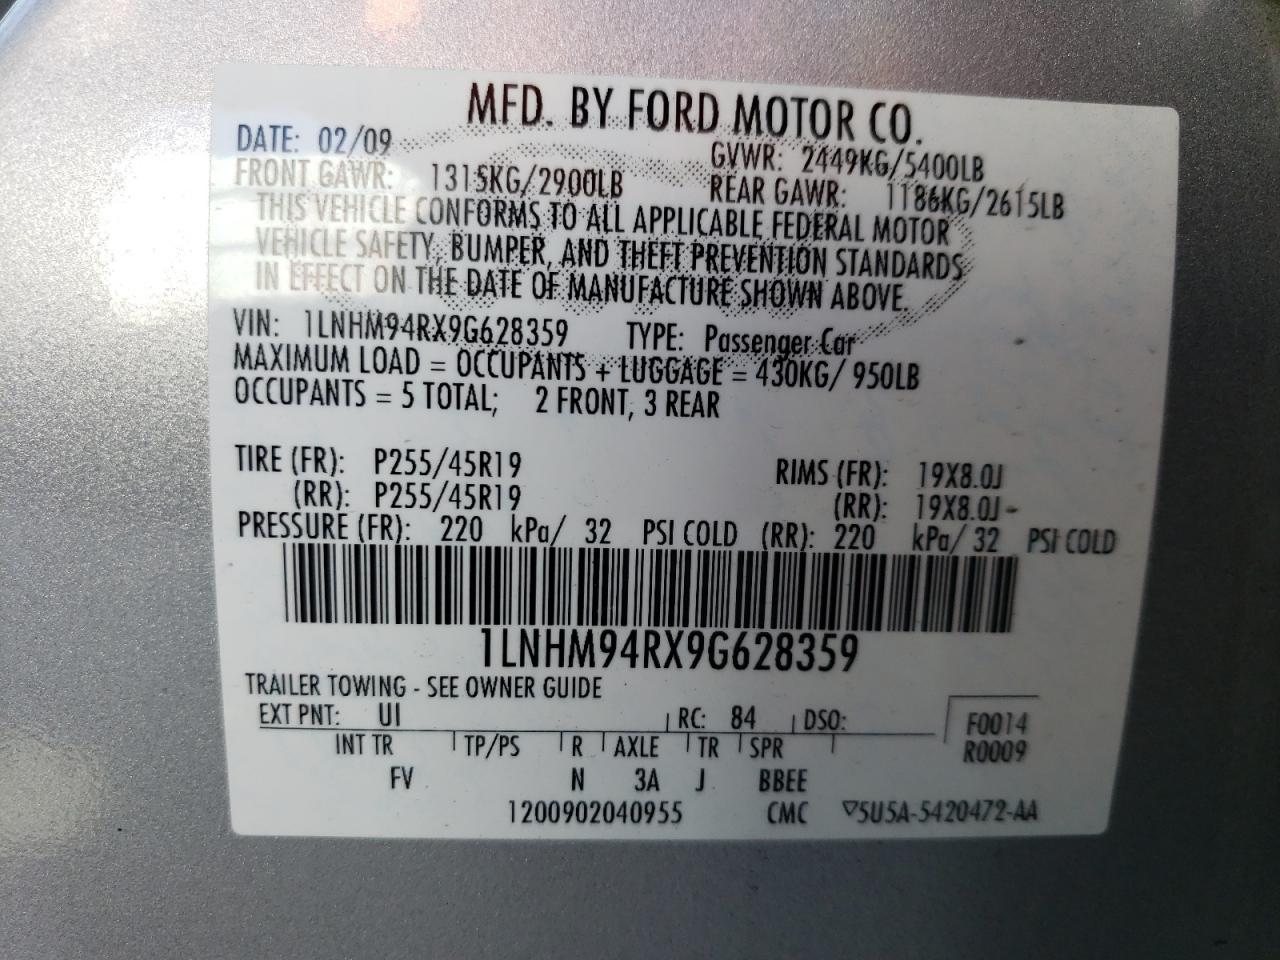 MFD. BY FORD MOTOR CO.
DATE: 02/09 GVWR: 2449KG/5400LB
FRONT GAWR: 1315KG/2900LB REAR GAWR: 1186KG/2615LB
THIS VEHICLE CONFORMS TO ALL APPLICABLE FEDERAL MOTOR
VEHICLE SAFETY, BUMPER, AND THEFT PREVENTION STANDARDS
IN EFFECT ON THE DATE OF MANUFACTURE SHOWN ABOVE.
VIN: 1LNHM94RX9G628359 TYPE: Passenger Car
MAXIMUM LOAD = OCCUPANTS + LUGGAGE = 430KG/ 950LB
OCCUPANTS = 5 TOTAL; 2 FRONT, 3 REAR
TIRE (FR): P255/45R19 RIMS (FR): 19X8.0J
(RR): P255/45R19 (RR): 19X8.0J
PRESSURE (FR): 220 kPa/ 32 PSI COLD (RR): 220 kPa/ 32 PSI COLD
1LNHM94RX9G628359
TRAILER TOWING - SEE OWNER GUIDE
EXT PNT: UI RC: 84 DSO: F0014
INT TR TP/PS R AXLE TR SPR R0009
FV N 3A J BBEE
1200902040955 CMC ▽5U5A-5420472-AA